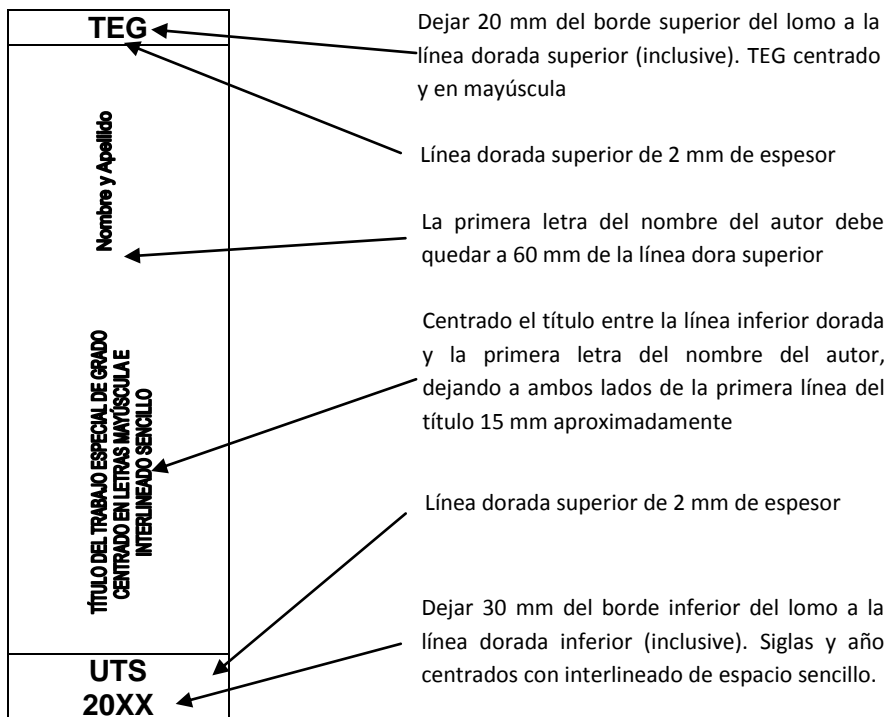 TEG
Nombre y Apellido
TÍTULO DEL TRABAJO ESPECIAL DE GRADO
CENTRADO EN LETRAS MAYÚSCULA E
INTERLINEADO SENCILLO
UTS
20XX
Dejar 20 mm del borde superior del lomo a la
línea dorada superior (inclusive). TEG centrado
y en mayúscula
Línea dorada superior de 2 mm de espesor
La primera letra del nombre del autor debe
quedar a 60 mm de la línea dora superior
Centrado el título entre la línea inferior dorada
y la primera letra del nombre del autor,
dejando a ambos lados de la primera línea del
título 15 mm aproximadamente
Línea dorada superior de 2 mm de espesor
Dejar 30 mm del borde inferior del lomo a la
línea dorada inferior (inclusive). Siglas y año
centrados con interlineado de espacio sencillo.